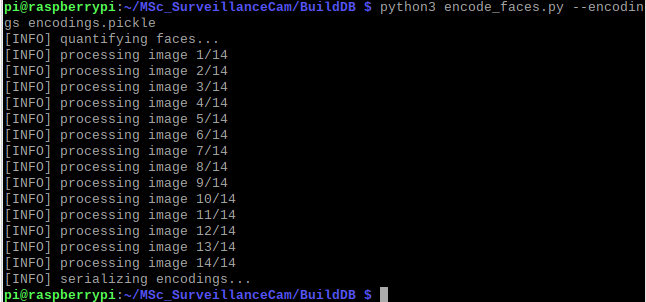 pi@raspberrypi:~/MSc_SurveillanceCam/BuildDB $ python3 encode_faces.py --encodin
gs encodings.pickle
[INFO] quantifying faces...
[INFO] processing image 1/14
[INFO] processing image 2/14
[INFO] processing image 3/14
[INFO] processing image 4/14
[INFO] processing image 5/14
[INFO] processing image 6/14
[INFO] processing image 7/14
[INFO] processing image 8/14
[INFO] processing image 9/14
[INFO] processing image 10/14
[INFO] processing image 11/14
[INFO] processing image 12/14
[INFO] processing image 13/14
[INFO] processing image 14/14
[INFO] serializing encodings...
pi@raspberrypi:~/MSc_SurveillanceCam/BuildDB $